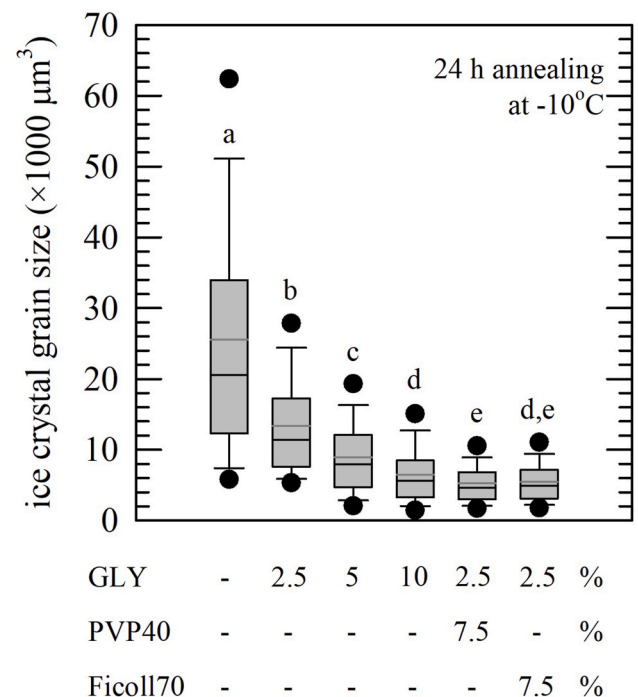 ice crystal grain size (×1000 μm³)
70
60
50
40
30
20
10
0
24 h annealing
at -10°C
a
b
c
d
e
d,e
GLY - 2.5 5 10 2.5 2.5 %
PVP40 - - - - 7.5 - %
Ficoll70 - - - - - 7.5 %